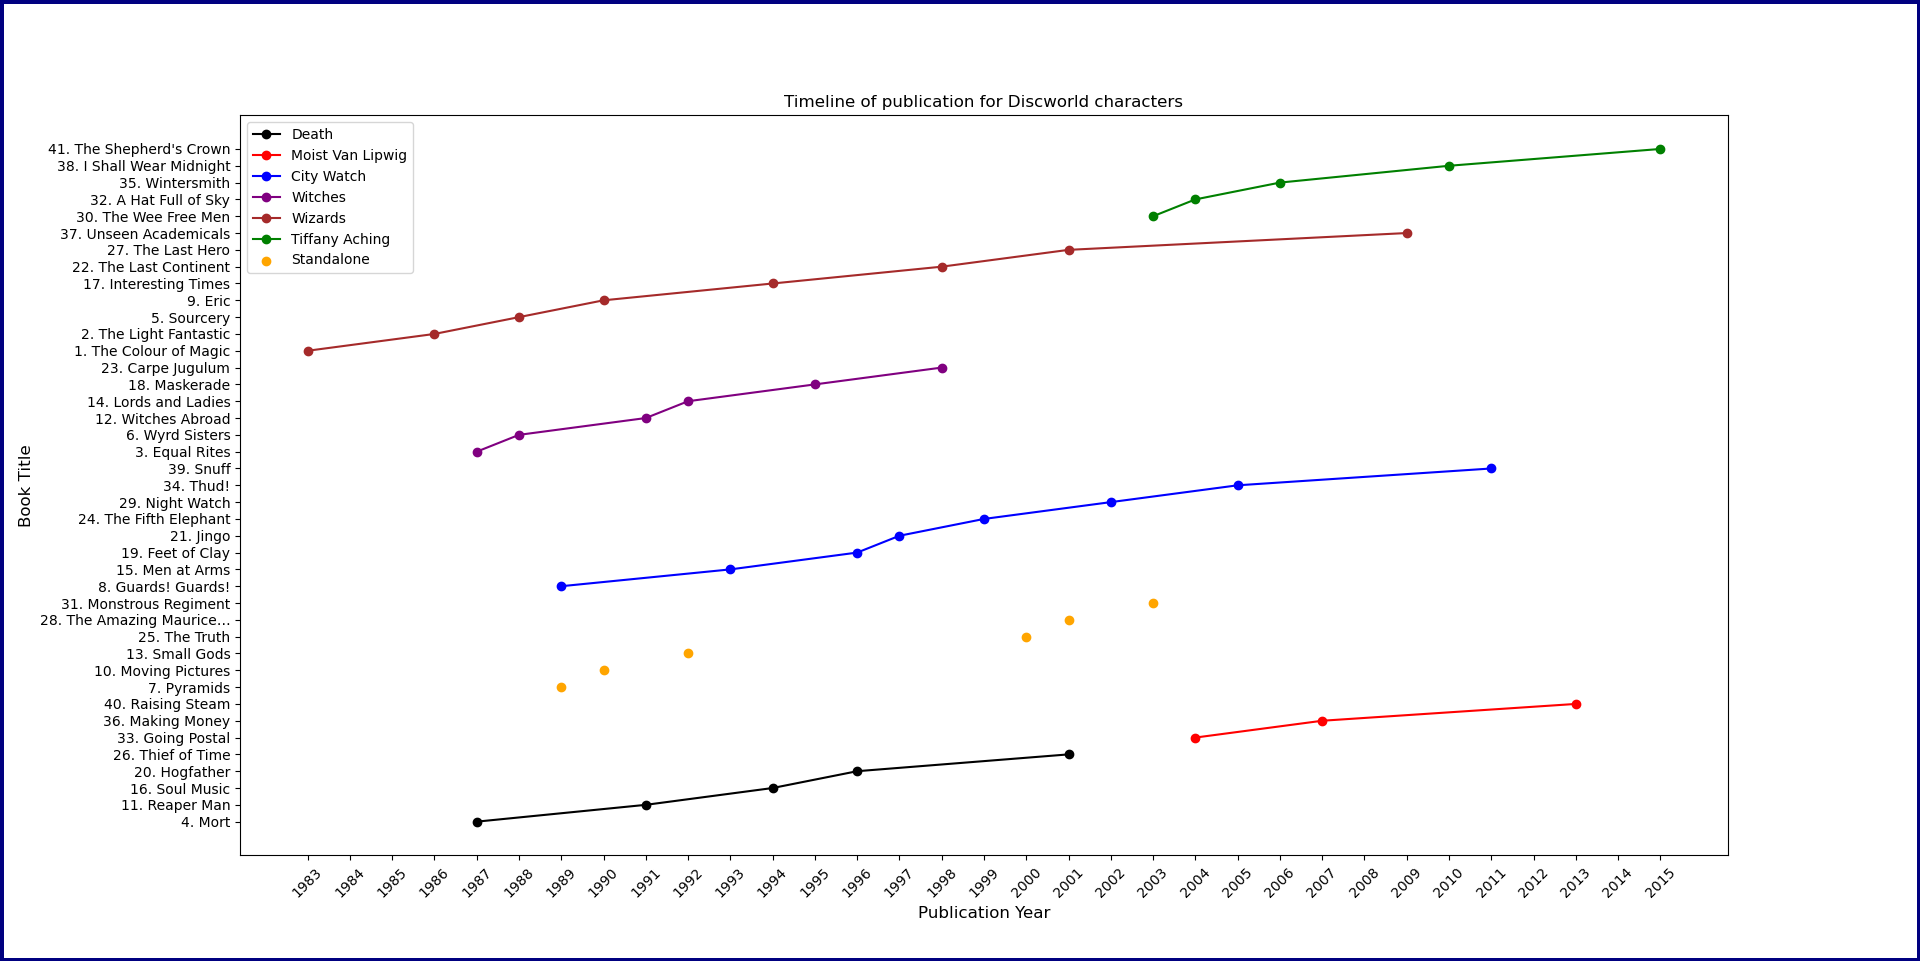 Timeline of publication for Discworld characters
Death
Moist Van Lipwig
City Watch
Witches
Wizards
Tiffany Aching
Standalone
Book Title
41. The Shepherd's Crown
38. I Shall Wear Midnight
35. Wintersmith
32. A Hat Full of Sky
30. The Wee Free Men
37. Unseen Academicals
27. The Last Hero
22. The Last Continent
17. Interesting Times
9. Eric
5. Sourcery
2. The Light Fantastic
1. The Colour of Magic
23. Carpe Jugulum
18. Maskerade
14. Lords and Ladies
12. Witches Abroad
6. Wyrd Sisters
3. Equal Rites
39. Snuff
34. Thud!
29. Night Watch
24. The Fifth Elephant
21. Jingo
19. Feet of Clay
15. Men at Arms
8. Guards! Guards!
31. Monstrous Regiment
28. The Amazing Maurice...
25. The Truth
13. Small Gods
10. Moving Pictures
7. Pyramids
40. Raising Steam
36. Making Money
33. Going Postal
26. Thief of Time
20. Hogfather
16. Soul Music
11. Reaper Man
4. Mort
1983 1984 1985 1986 1987 1988 1989 1990 1991 1992 1993 1994 1995 1996 1997 1998 1999 2000 2001 2002 2003 2004 2005 2006 2007 2008 2009 2010 2011 2012 2013 2014 2015
Publication Year